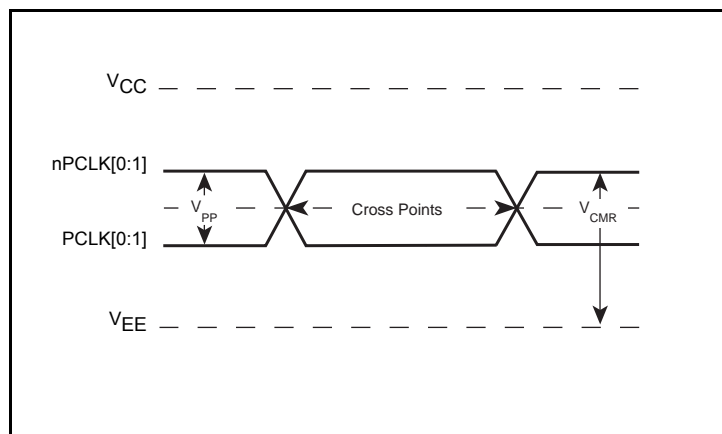 VCC
nPCLK[0:1]
VPP
Cross Points
VCMR
PCLK[0:1]
VEE